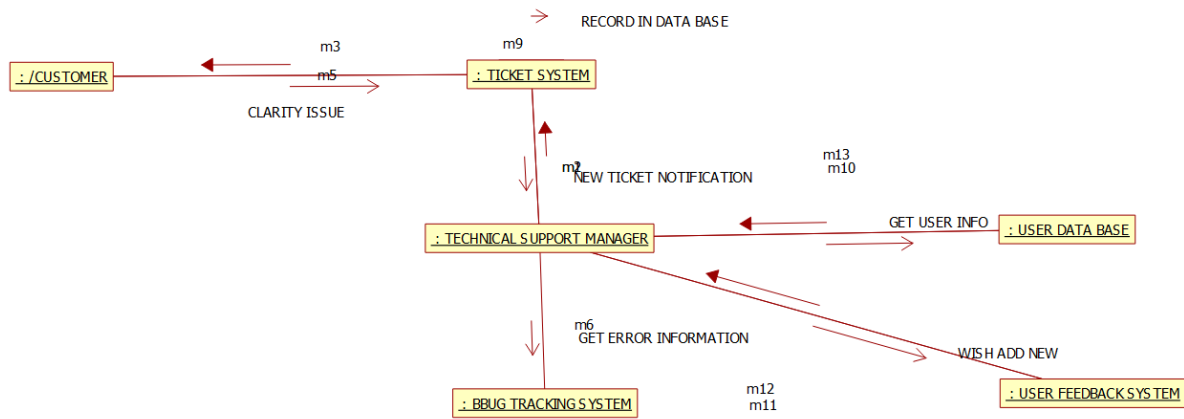 RECORD IN DATA BASE
m3
m9
: /CUSTOMER
m5
: TICKET SYSTEM
CLARITY ISSUE
m13
m10
NEW TICKET NOTIFICATION
GET USER INFO
: USER DATA BASE
: TECHNICAL SUPPORT MANAGER
m6
GET ERROR INFORMATION
WISH ADD NEW
: BBUG TRACKING SYSTEM
m12
m11
: USER FEEDBACK SYSTEM